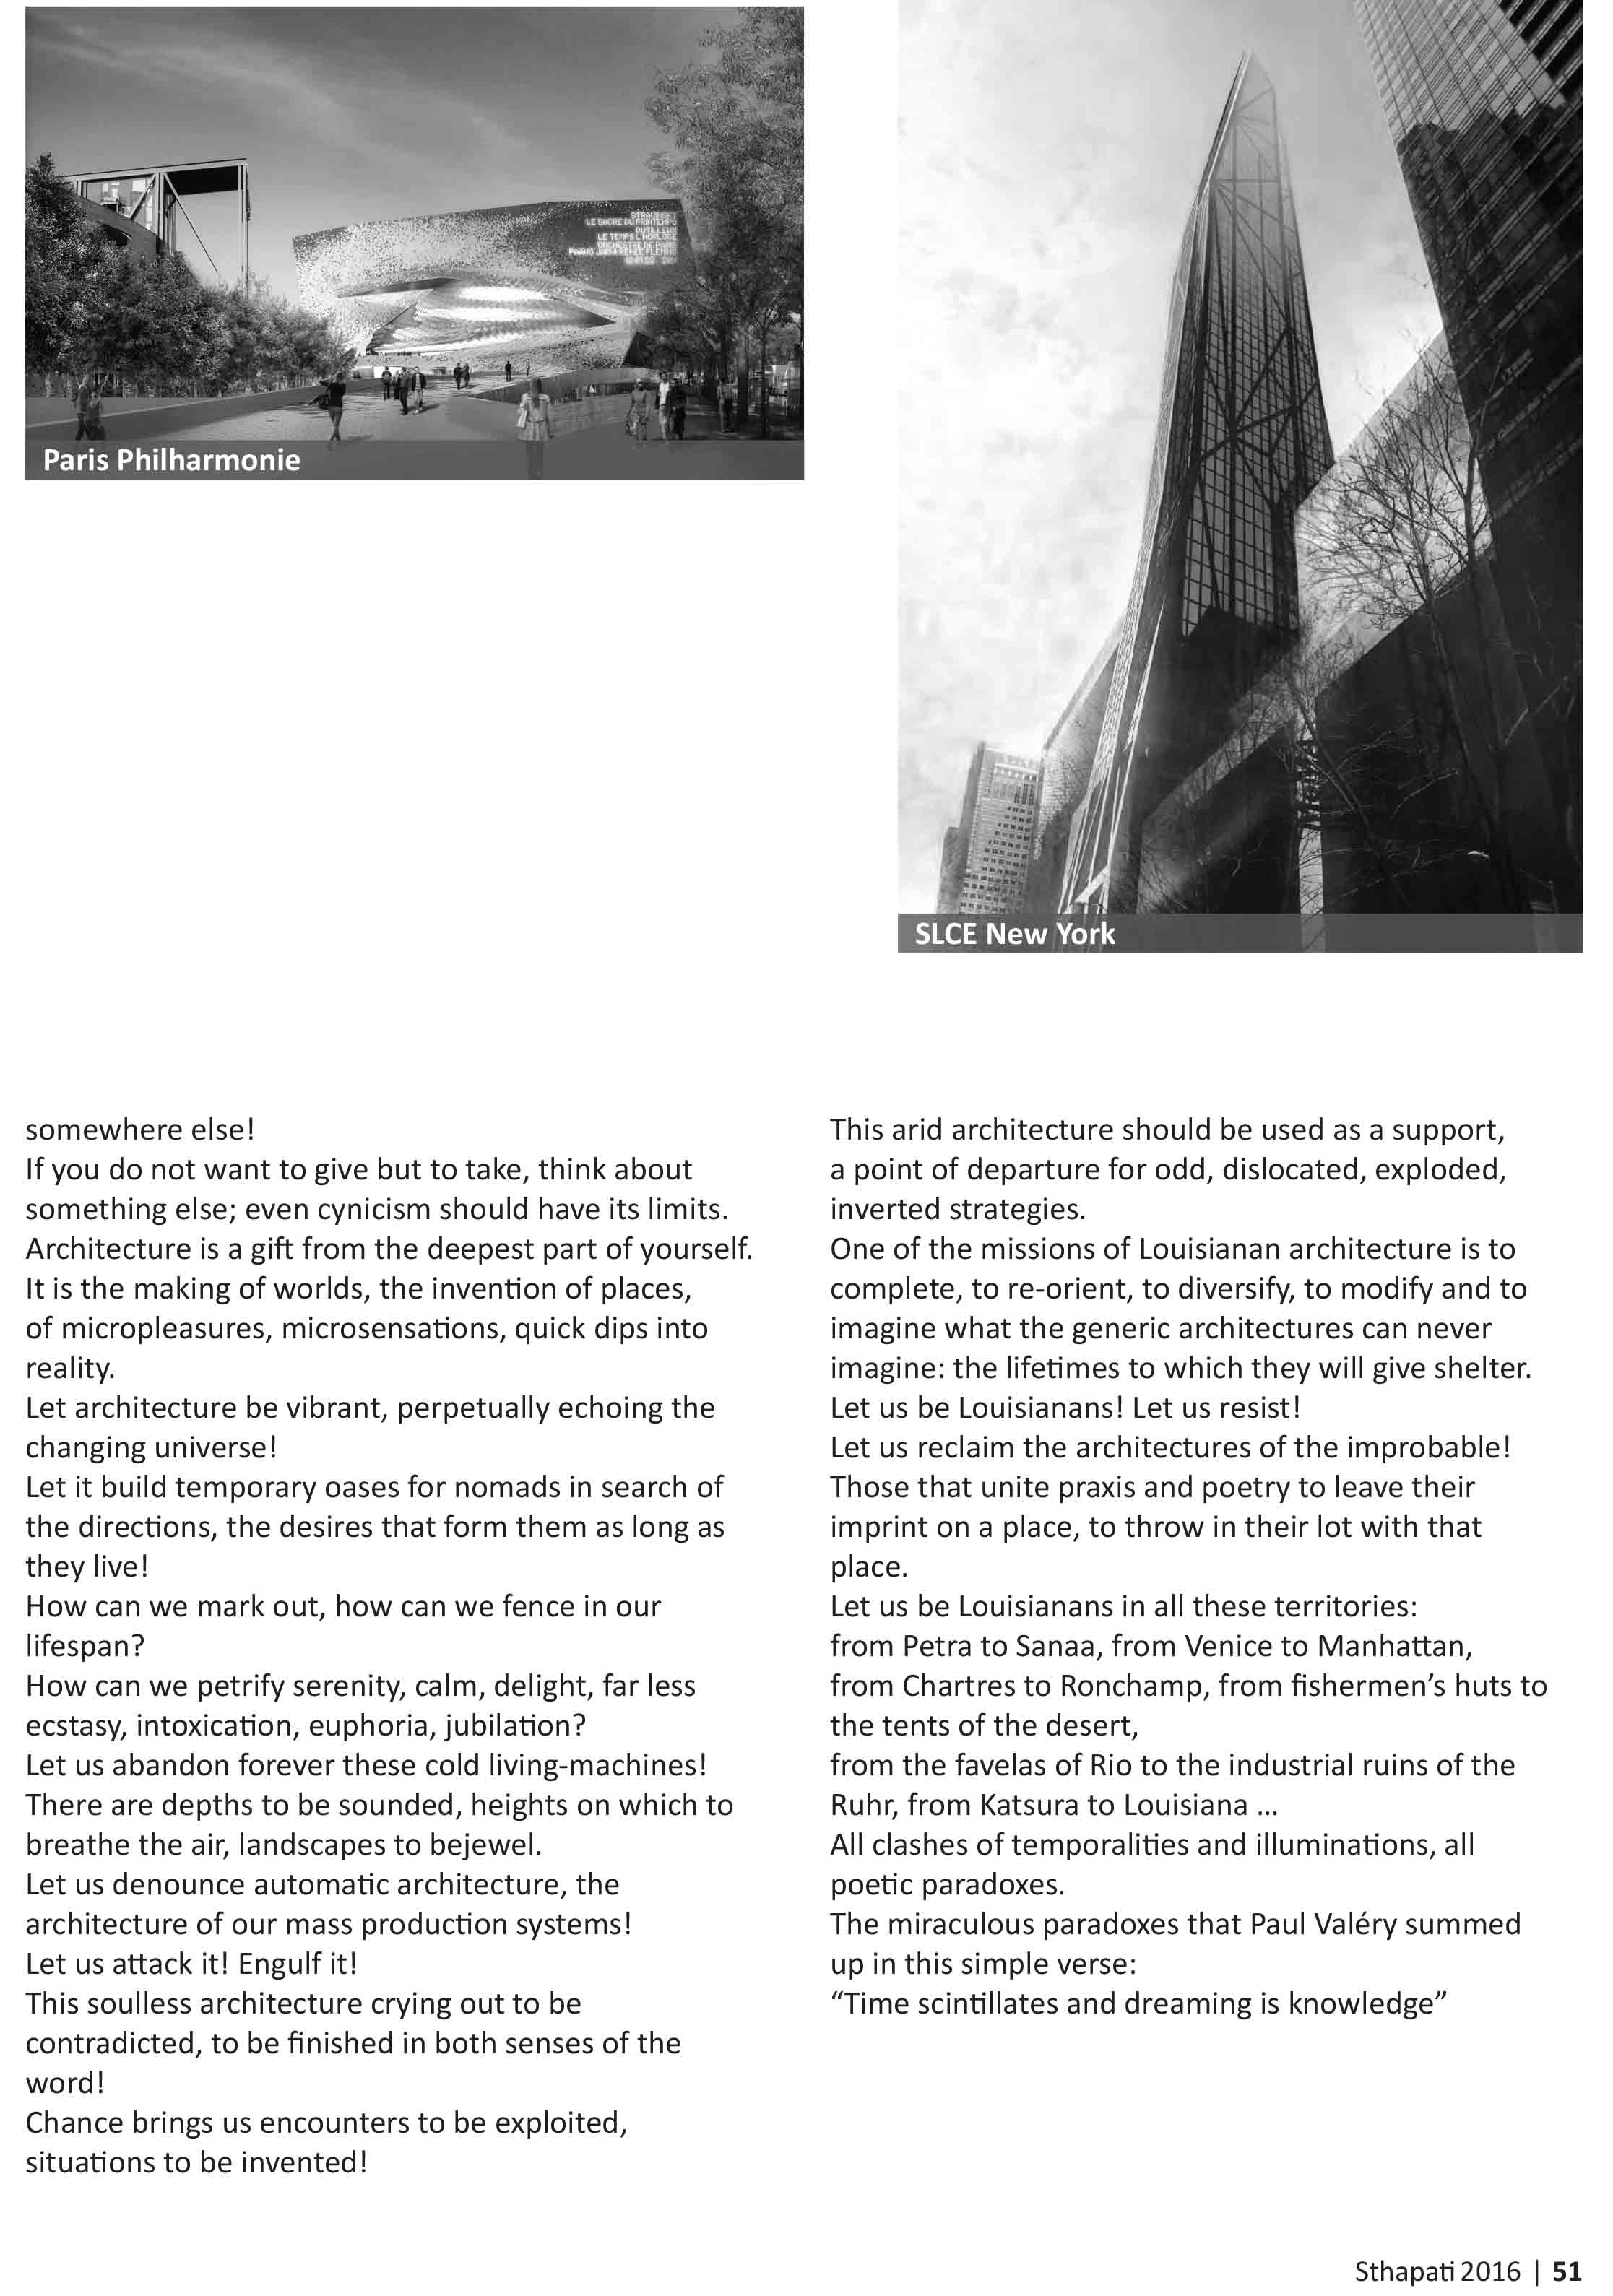 STRAVINSKY
LE SACRE DU PRINTEMPS
DUTILLEUX
LE TEMPS L'HORLOGE
ORCHESTRE DE PARIS
Paris Philharmonie
SLCE New York
somewhere else!
If you do not want to give but to take, think about
something else; even cynicism should have its limits.
Architecture is a gift from the deepest part of yourself.
It is the making of worlds, the invention of places,
of micropleasures, microsensations, quick dips into
reality.
Let architecture be vibrant, perpetually echoing the
changing universe!
Let it build temporary oases for nomads in search of
the directions, the desires that form them as long as
they live!
How can we mark out, how can we fence in our
lifespan?
How can we petrify serenity, calm, delight, far less
ecstasy, intoxication, euphoria, jubilation?
Let us abandon forever these cold living-machines!
There are depths to be sounded, heights on which to
breathe the air, landscapes to bejewel.
Let us denounce automatic architecture, the
architecture of our mass production systems!
Let us attack it! Engulf it!
This soulless architecture crying out to be
contradicted, to be finished in both senses of the
word!
Chance brings us encounters to be exploited,
situations to be invented!
This arid architecture should be used as a support,
a point of departure for odd, dislocated, exploded,
inverted strategies.
One of the missions of Louisianan architecture is to
complete, to re-orient, to diversify, to modify and to
imagine what the generic architectures can never
imagine: the lifetimes to which they will give shelter.
Let us be Louisianans! Let us resist!
Let us reclaim the architectures of the improbable!
Those that unite praxis and poetry to leave their
imprint on a place, to throw in their lot with that
place.
Let us be Louisianans in all these territories:
from Petra to Sanaa, from Venice to Manhattan,
from Chartres to Ronchamp, from fishermen’s huts to
the tents of the desert,
from the favelas of Rio to the industrial ruins of the
Ruhr, from Katsura to Louisiana ...
All clashes of temporalities and illuminations, all
poetic paradoxes.
The miraculous paradoxes that Paul Valéry summed
up in this simple verse:
“Time scintillates and dreaming is knowledge”
Sthapati 2016 | 51